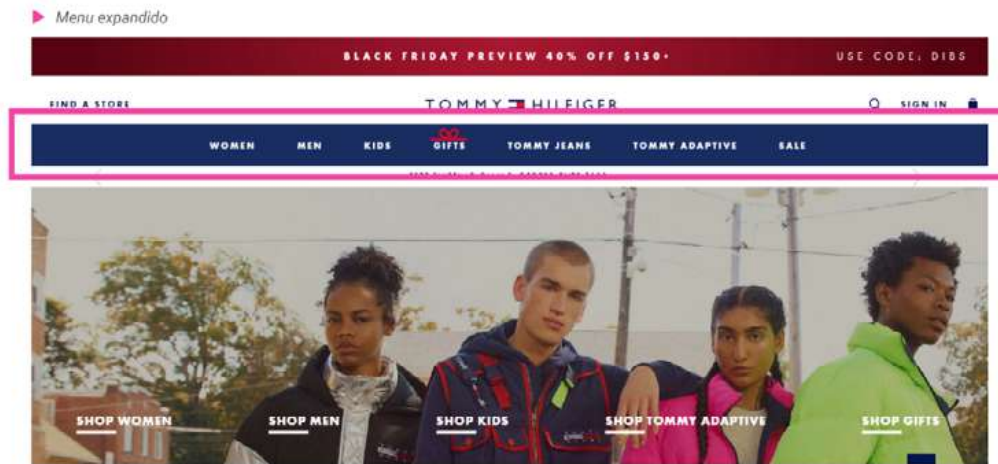 Menu expandido
BLACK FRIDAY PREVIEW 40% OFF $150+ USE CODE: DIBS
FIND A STORE TOMMY HILFIGER SIGN IN
WOMEN MEN KIDS GIFTS TOMMY JEANS TOMMY ADAPTIVE SALE
SHOP WOMEN SHOP MEN SHOP KIDS SHOP TOMMY ADAPTIVE SHOP GIFTS